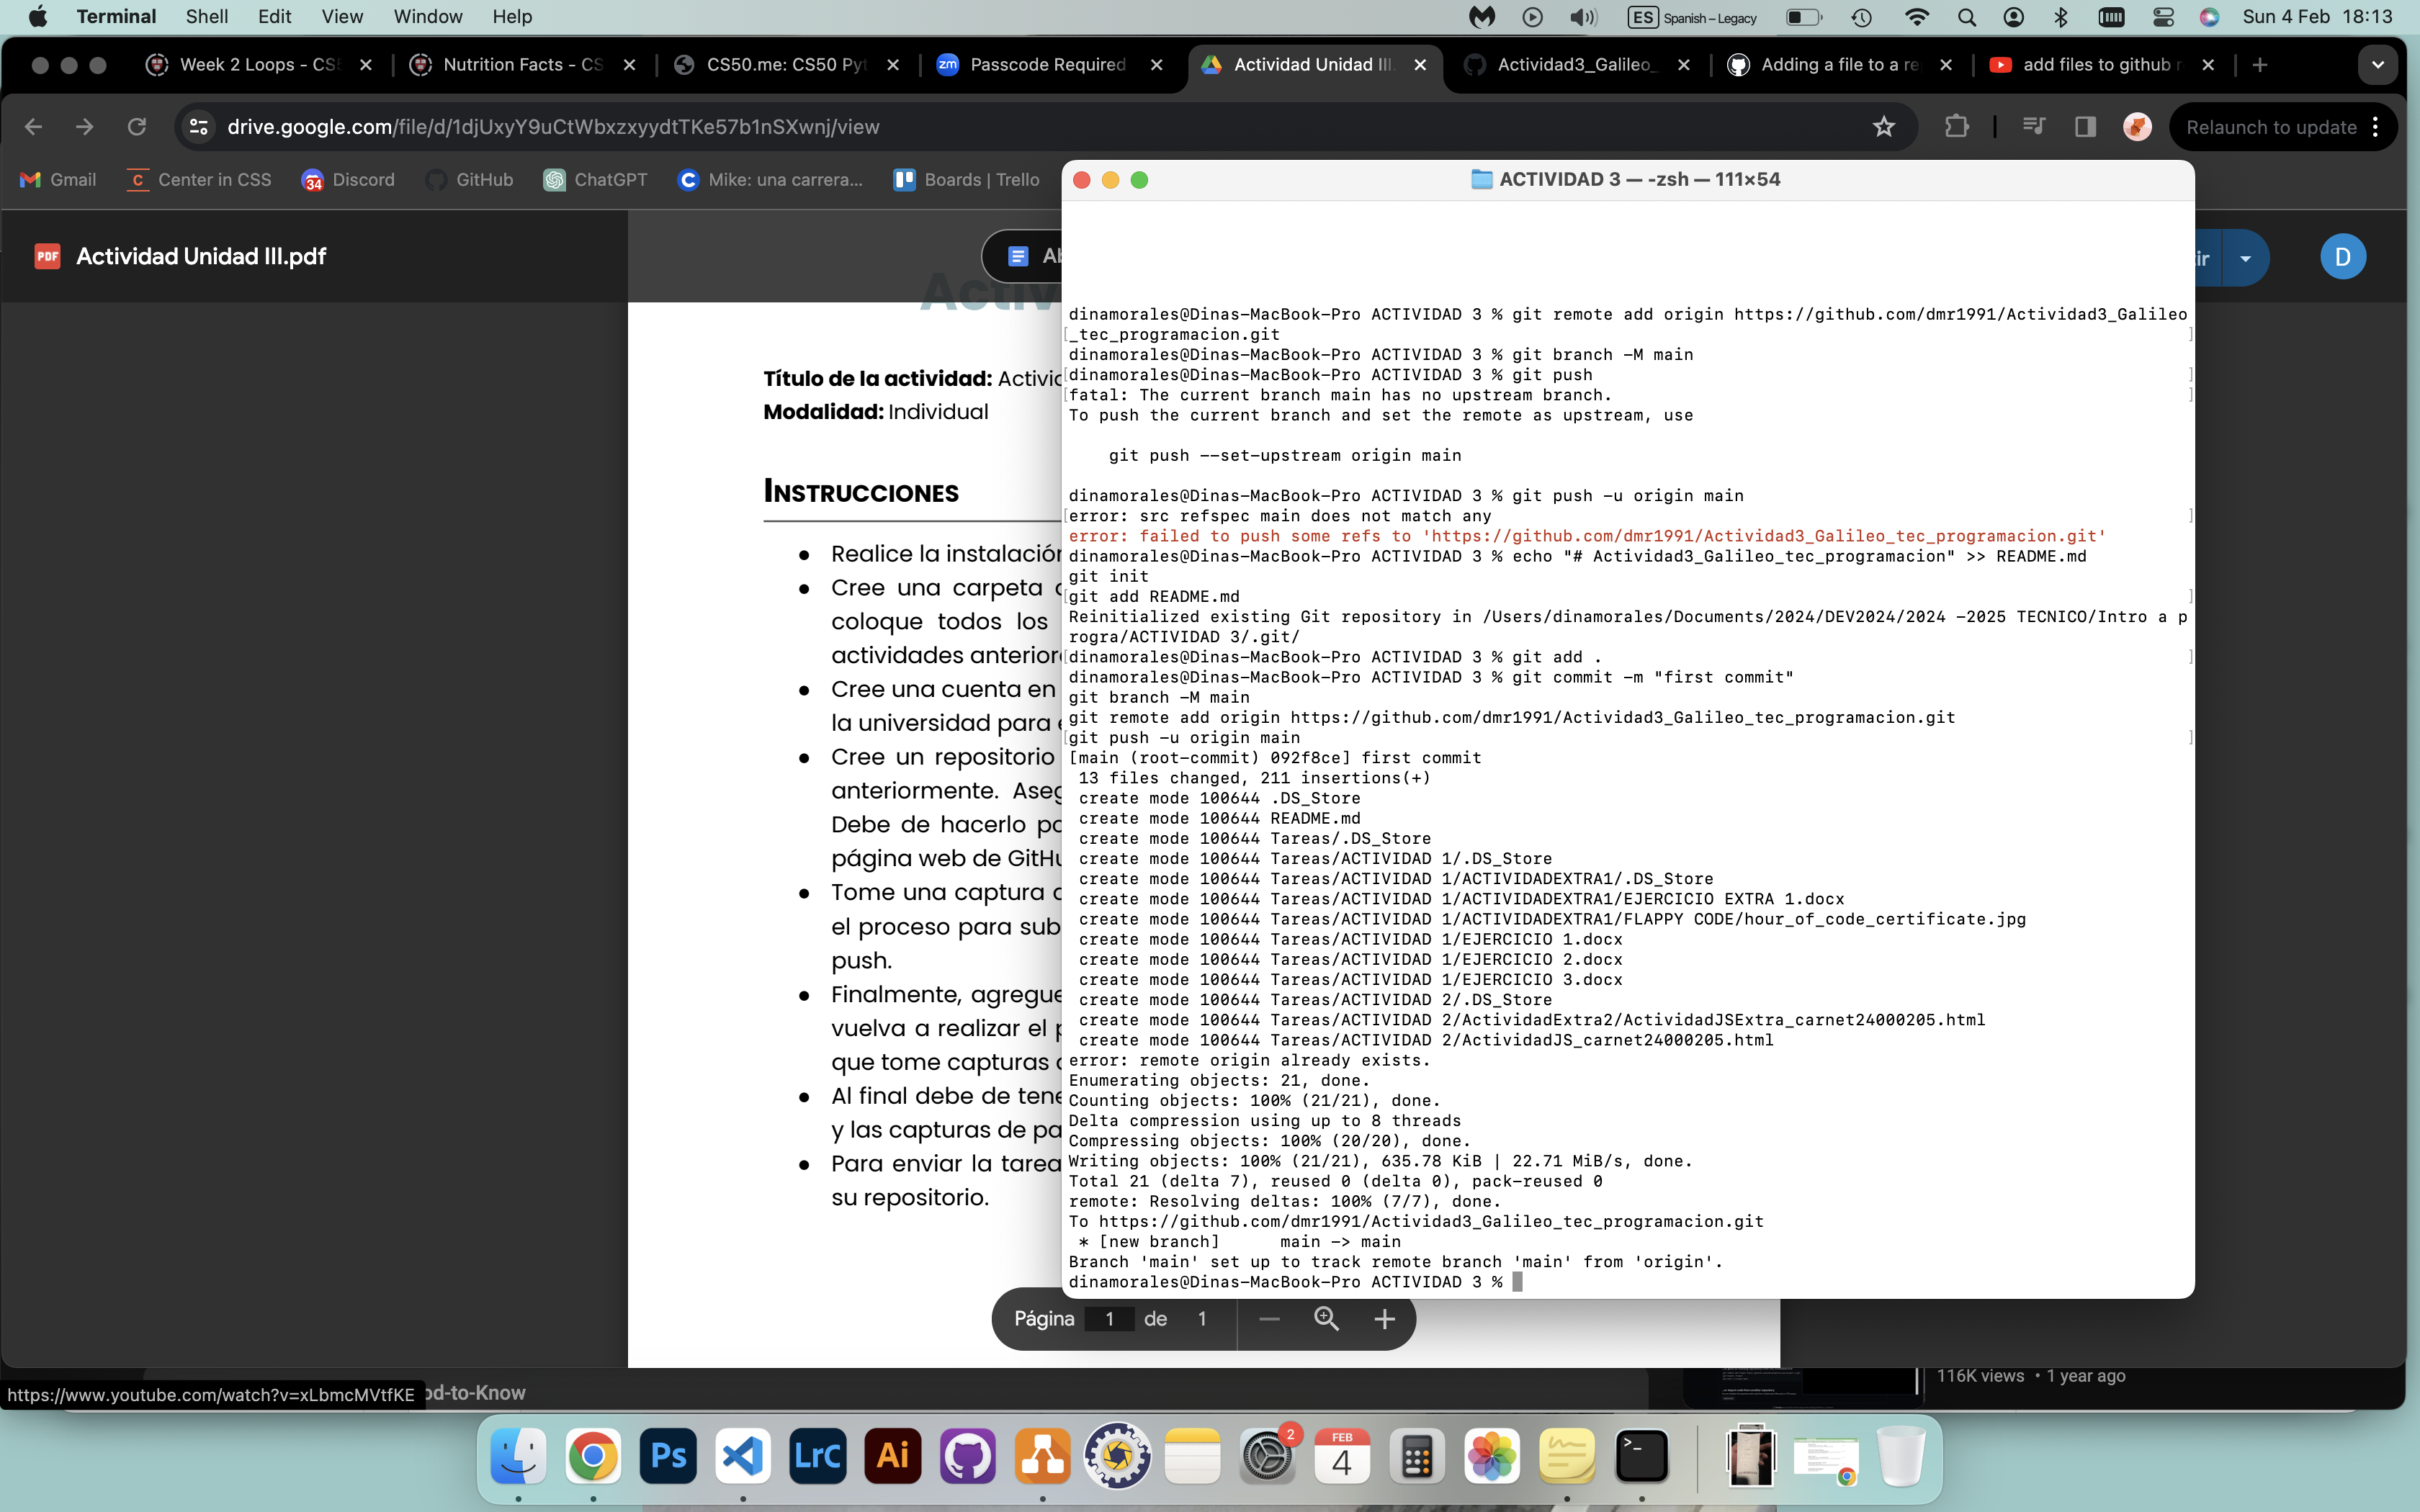 Terminal Shell Edit View Window Help
ES Spanish – Legacy
Sun 4 Feb 18:13
Week 2 Loops - CS
Nutrition Facts - CS
CS50.me: CS50 Pyt
zm Passcode Required
Actividad Unidad III.
Actividad3_Galileo_
Adding a file to a re
add files to github r
drive.google.com/file/d/1djUxyY9uCtWbxzxyydtTKe57b1nSXwnj/view
Relaunch to update
Gmail
C Center in CSS
34 Discord
GitHub
ChatGPT
C Mike: una carrera...
Boards | Trello
PDF Actividad Unidad III.pdf
Ab
ir
D
Activ
Título de la actividad: Activid
Modalidad: Individual
INSTRUCCIONES
● Realice la instalación
● Cree una carpeta
coloque todos los
actividades anterior
● Cree una cuenta en
la universidad para e
● Cree un repositorio
anteriormente. Aseg
Debe de hacerlo po
página web de GitHu
● Tome una captura
el proceso para sub
push.
● Finalmente, agregue
vuelva a realizar el p
que tome capturas
● Al final debe de tene
y las capturas de pa
● Para enviar la tarea
su repositorio.
Página 1 de 1
ACTIVIDAD 3 — -zsh — 111×54
dinamorales@Dinas-MacBook-Pro ACTIVIDAD 3 % git remote add origin https://github.com/dmr1991/Actividad3_Galileo
_tec_programacion.git
dinamorales@Dinas-MacBook-Pro ACTIVIDAD 3 % git branch -M main
dinamorales@Dinas-MacBook-Pro ACTIVIDAD 3 % git push
fatal: The current branch main has no upstream branch.
To push the current branch and set the remote as upstream, use
git push --set-upstream origin main
dinamorales@Dinas-MacBook-Pro ACTIVIDAD 3 % git push -u origin main
error: src refspec main does not match any
error: failed to push some refs to 'https://github.com/dmr1991/Actividad3_Galileo_tec_programacion.git'
dinamorales@Dinas-MacBook-Pro ACTIVIDAD 3 % echo "# Actividad3_Galileo_tec_programacion" >> README.md
git init
git add README.md
Reinitialized existing Git repository in /Users/dinamorales/Documents/2024/DEV2024/2024 -2025 TECNICO/Intro a p
rogra/ACTIVIDAD 3/.git/
dinamorales@Dinas-MacBook-Pro ACTIVIDAD 3 % git add .
dinamorales@Dinas-MacBook-Pro ACTIVIDAD 3 % git commit -m "first commit"
git branch -M main
git remote add origin https://github.com/dmr1991/Actividad3_Galileo_tec_programacion.git
git push -u origin main
[main (root-commit) 092f8ce] first commit
13 files changed, 211 insertions(+)
create mode 100644 .DS_Store
create mode 100644 README.md
create mode 100644 Tareas/.DS_Store
create mode 100644 Tareas/ACTIVIDAD 1/.DS_Store
create mode 100644 Tareas/ACTIVIDAD 1/ACTIVIDADEXTRA1/.DS_Store
create mode 100644 Tareas/ACTIVIDAD 1/ACTIVIDADEXTRA1/EJERCICIO EXTRA 1.docx
create mode 100644 Tareas/ACTIVIDAD 1/ACTIVIDADEXTRA1/FLAPPY CODE/hour_of_code_certificate.jpg
create mode 100644 Tareas/ACTIVIDAD 1/EJERCICIO 1.docx
create mode 100644 Tareas/ACTIVIDAD 1/EJERCICIO 2.docx
create mode 100644 Tareas/ACTIVIDAD 1/EJERCICIO 3.docx
create mode 100644 Tareas/ACTIVIDAD 2/.DS_Store
create mode 100644 Tareas/ACTIVIDAD 2/ActividadExtra2/ActividadJSExtra_carnet24000205.html
create mode 100644 Tareas/ACTIVIDAD 2/ActividadJS_carnet24000205.html
error: remote origin already exists.
Enumerating objects: 21, done.
Counting objects: 100% (21/21), done.
Delta compression using up to 8 threads
Compressing objects: 100% (20/20), done.
Writing objects: 100% (21/21), 635.78 KiB | 22.71 MiB/s, done.
Total 21 (delta 7), reused 0 (delta 0), pack-reused 0
remote: Resolving deltas: 100% (7/7), done.
To https://github.com/dmr1991/Actividad3_Galileo_tec_programacion.git
* [new branch] main -> main
Branch 'main' set up to track remote branch 'main' from 'origin'.
dinamorales@Dinas-MacBook-Pro ACTIVIDAD 3 %
https://www.youtube.com/watch?v=xLbmcMVtfKE
od-to-Know
116K views • 1 year ago
Ps
LrC
Ai
2
FEB
4
>_